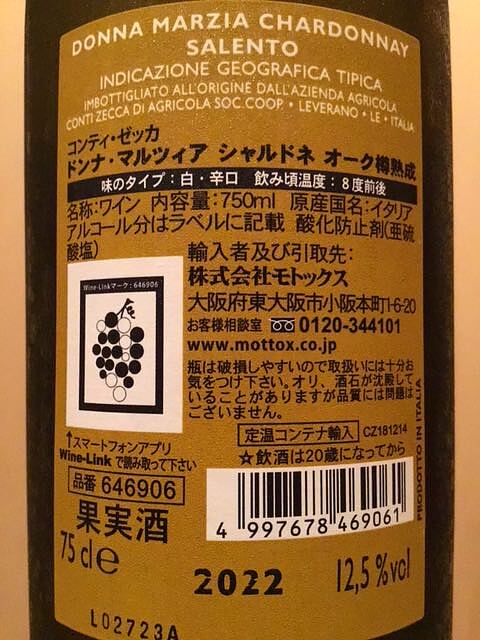 DONNA MARZIA CHARDONNAY
SALENTO
INDICAZIONE GEOGRAFICA TIPICA
IMBOTTIGLIATO ALL'ORIGINE DALL'AZIENDA AGRICOLA
CONTI ZECCA DI AGRICOLA SOC. COOP. • LEVERANO • LE • ITALIA
コンティ・ゼッカ
ドンナ・マルツィア シャルドネ オーク樽熟成
味のタイプ：白・辛口 飲み頃温度：8度前後
名称：ワイン 内容量：750ml 原産国名：イタリア
アルコール分はラベルに記載 酸化防止剤(亜硫
酸塩)
輸入者及び引取先：
株式会社モトックス
大阪府東大阪市小阪本町1-6-20
お客様相談室 0120-344101
www.mottox.co.jp
瓶は破損しやすいので取扱いには十分お
気をつけ下さい。オリ、酒石が沈殿して
いることがありますが品質には問題は
ございません。
定温コンテナ輸入 CZ181214
☆飲酒は20歳になってから
Wine-Linkマーク：646906
↑スマートフォンアプリ
Wine-Link で読み取って下さい
品番 646906
果実酒
4 997678 469061
PRODOTTO IN ITALIA
75 cl e
2022
12,5 %vol
L02723A